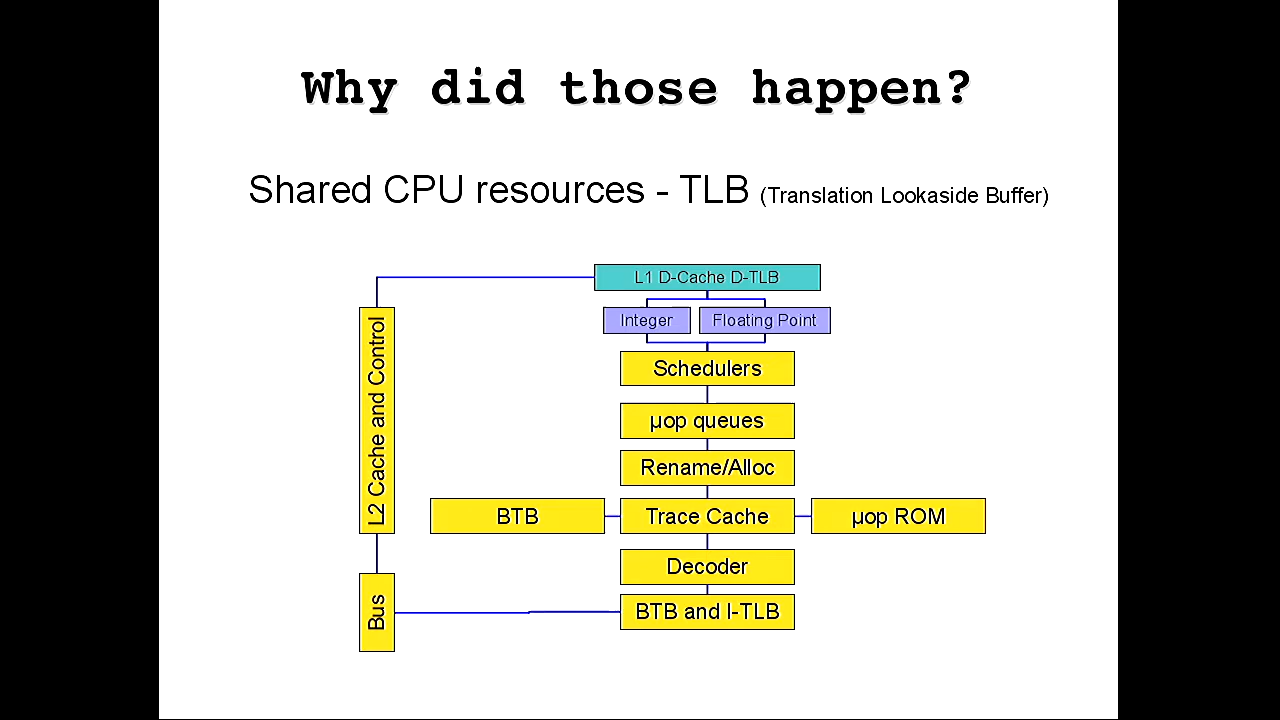 Why did those happen?
Shared CPU resources - TLB (Translation Lookaside Buffer)
L1 D-Cache D-TLB
Integer
Floating Point
L2 Cache and Control
Schedulers
µop queues
Rename/Alloc
BTB
Trace Cache
µop ROM
Decoder
Bus
BTB and I-TLB